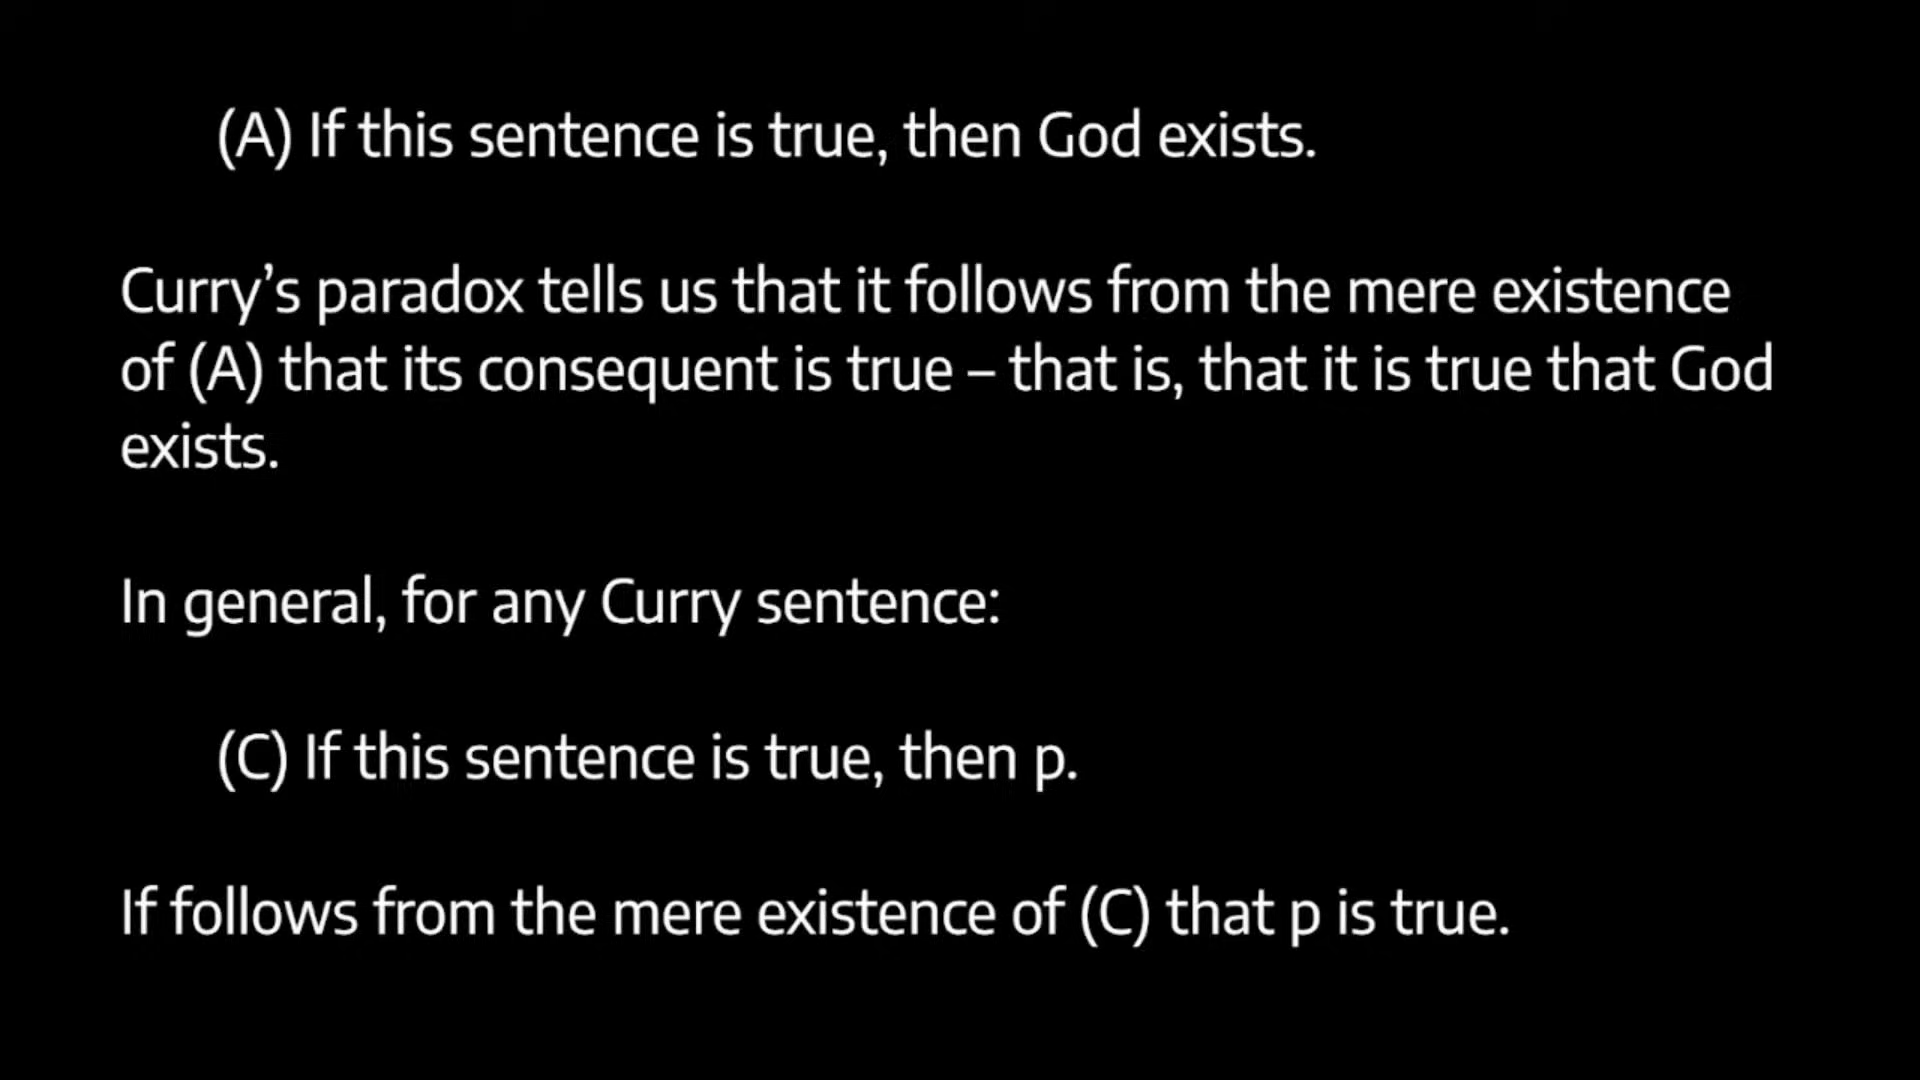 (A) If this sentence is true, then God exists.
Curry’s paradox tells us that it follows from the mere existence
of (A) that its consequent is true – that is, that it is true that God
exists.
In general, for any Curry sentence:
(C) If this sentence is true, then p.
If follows from the mere existence of (C) that p is true.